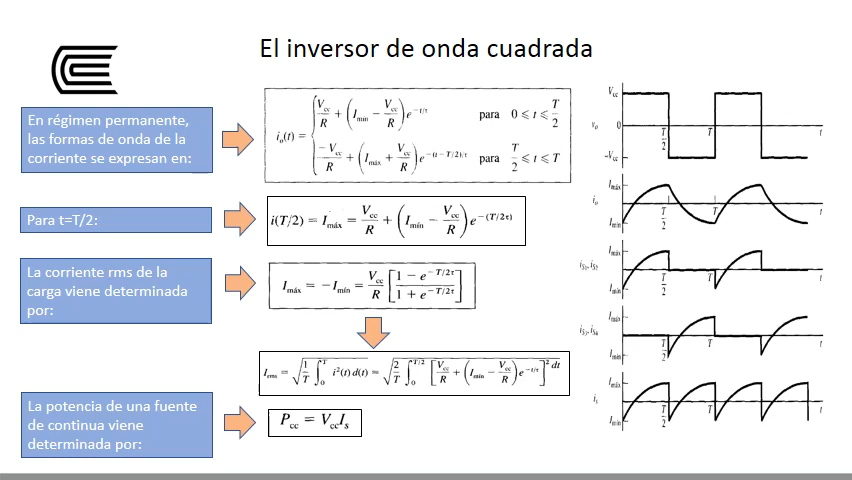 El inversor de onda cuadrada
En régimen permanente,
las formas de onda de la
corriente se expresan en:
i_o(t) = { V_cc/R + (I_mín − V_cc/R) e^{−t/τ} para 0 ⩽ t ⩽ T/2
−V_cc/R + (I_máx + V_cc/R) e^{−(t−T/2)/τ} para T/2 ⩽ t ⩽ T
Para t=T/2:
i(T/2) = I_máx = V_cc/R + (I_mín − V_cc/R) e^{−(T/2τ)}
La corriente rms de la
carga viene determinada
por:
I_máx = −I_mín = V_cc/R [ 1 − e^{−T/2τ} / 1 + e^{−T/2τ} ]
I_rms = √( 1/T ∫_0^T i²(t) d(t) ) = √( 2/T ∫_0^{T/2} [ V_cc/R + (I_mín − V_cc/R) e^{−t/τ} ]² dt )
La potencia de una fuente
de continua viene
determinada por:
P_cc = V_cc I_s
V_cc
v_o 0 T/2 T t
−V_cc
I_máx
i_o T/2 T t
I_mín
I_máx
i_S1, i_S2 T/2 T t
I_mín
I_máx
i_S3, i_S4 T/2 T t
I_mín
I_máx
i_s T/2 T t
I_mín